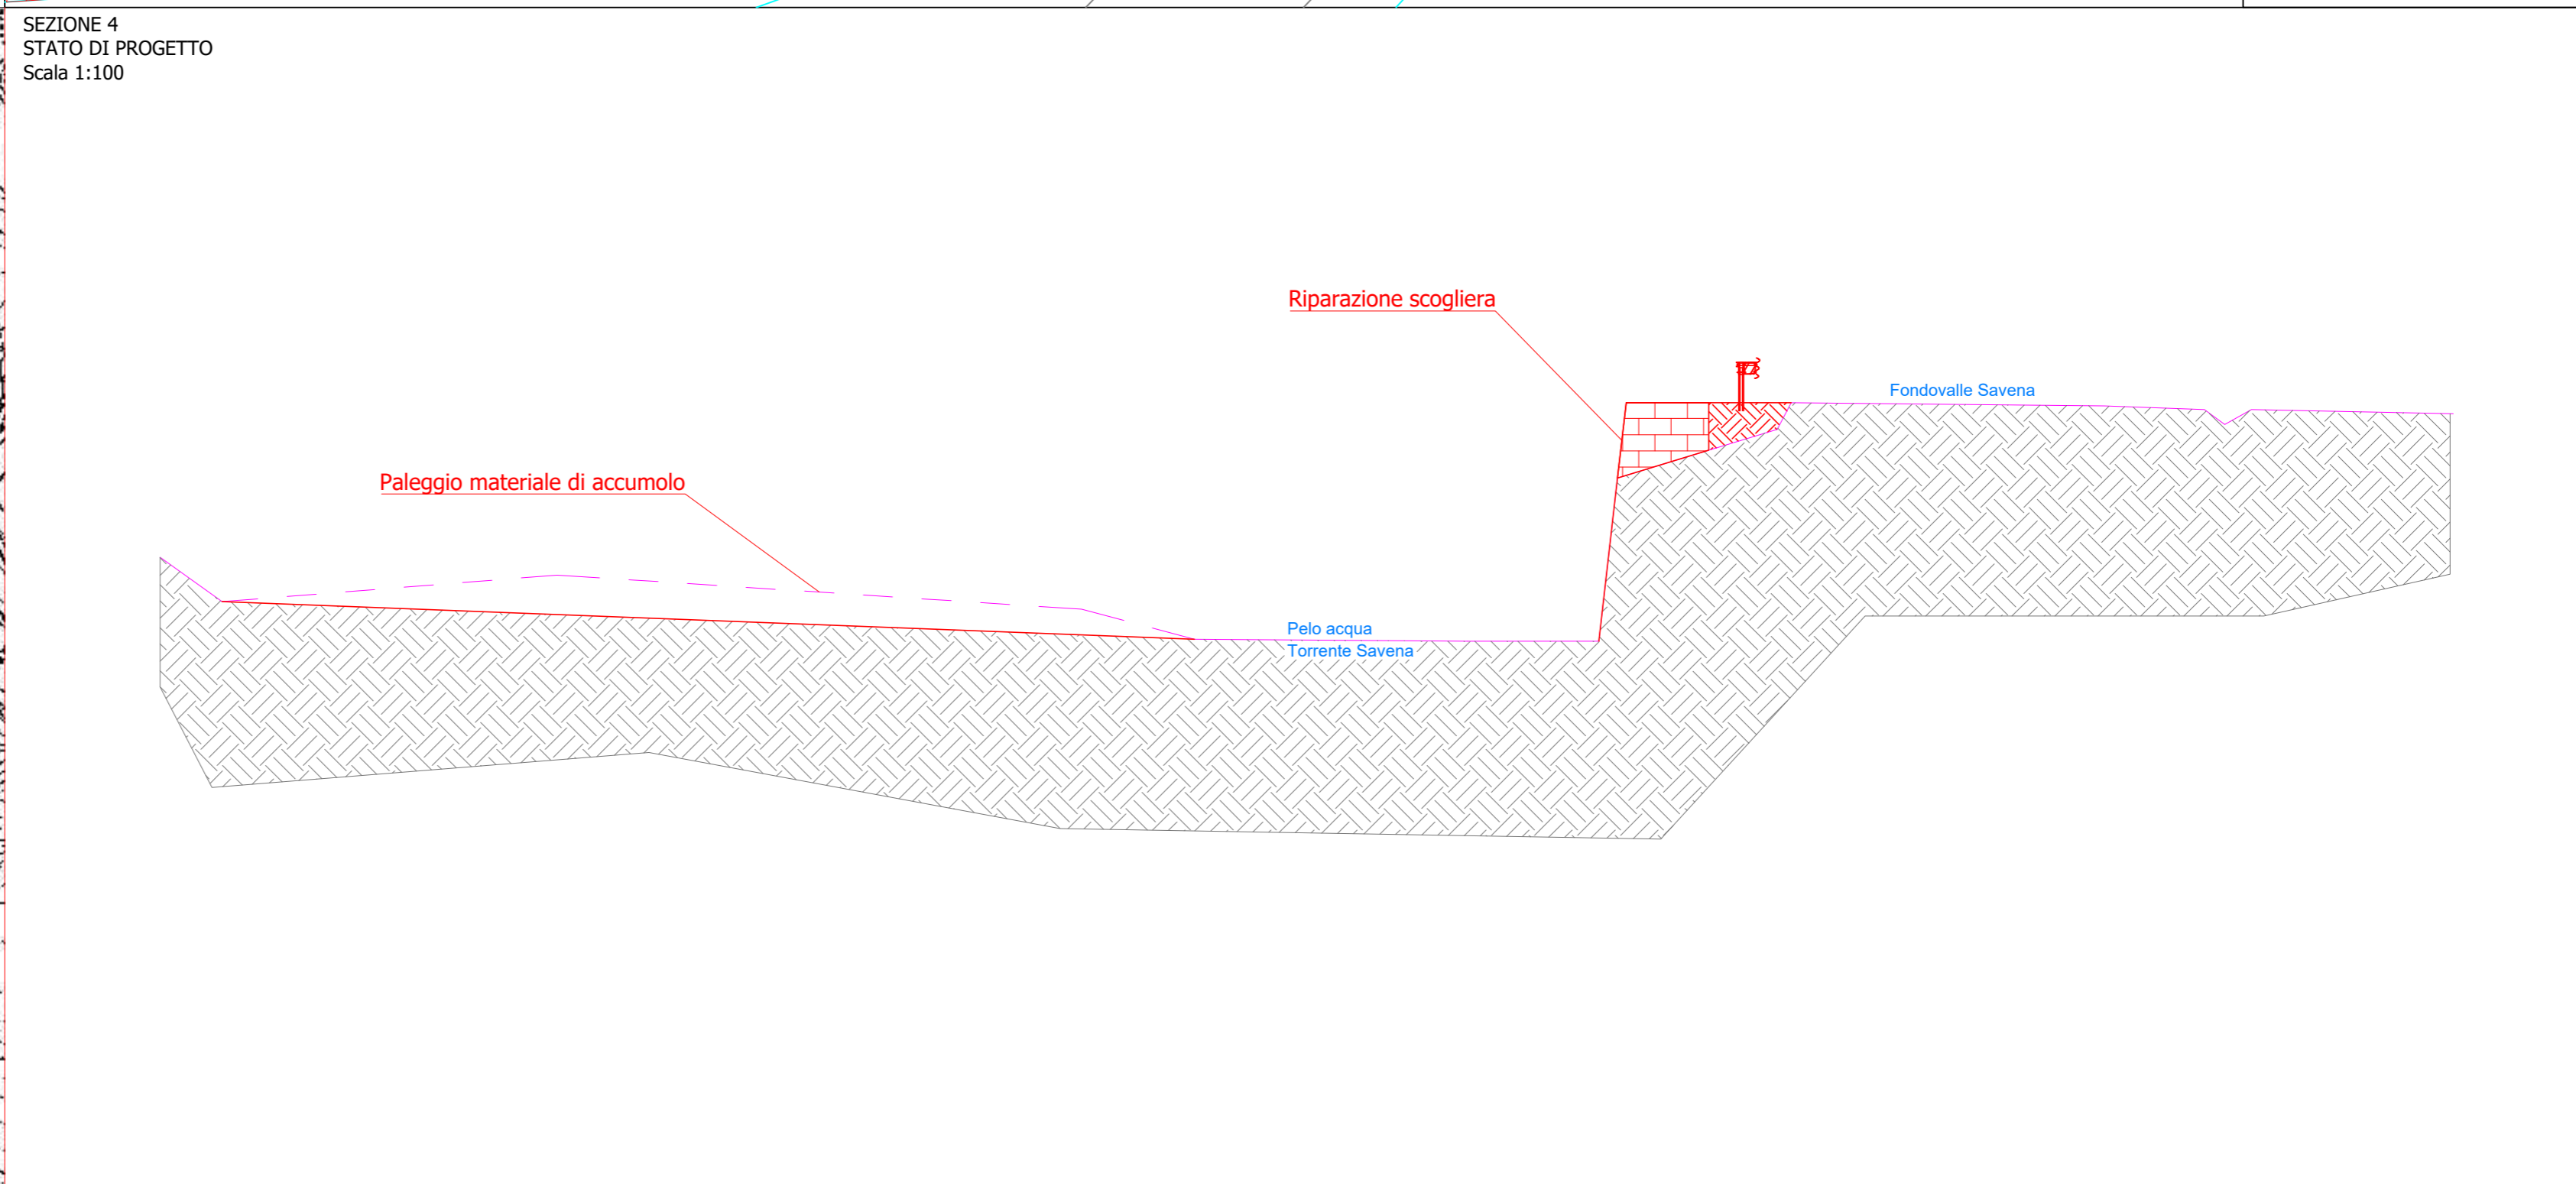 SEZIONE 4
STATO DI PROGETTO
Scala 1:100
Riparazione scogliera
Fondovalle Savena
Paleggio materiale di accumolo
Pelo acqua
Torrente Savena